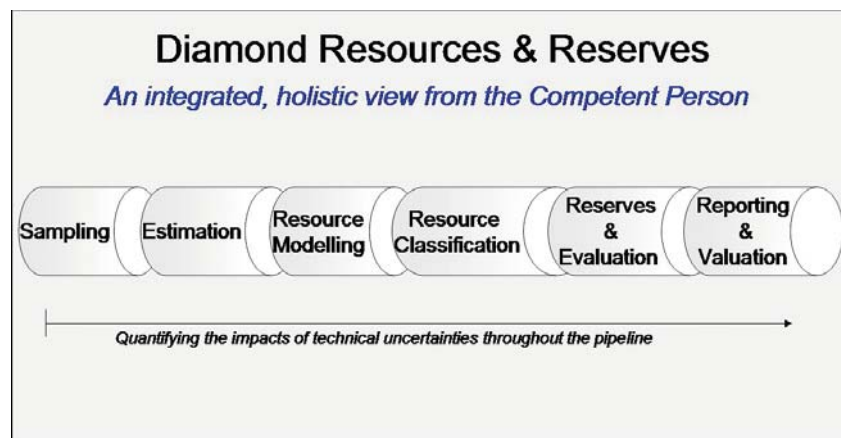 Diamond Resources & Reserves
An integrated, holistic view from the Competent Person
Sampling
Estimation
Resource
Modelling
Resource
Classification
Reserves
&
Evaluation
Reporting
&
Valuation
Quantifying the impacts of technical uncertainties throughout the pipeline